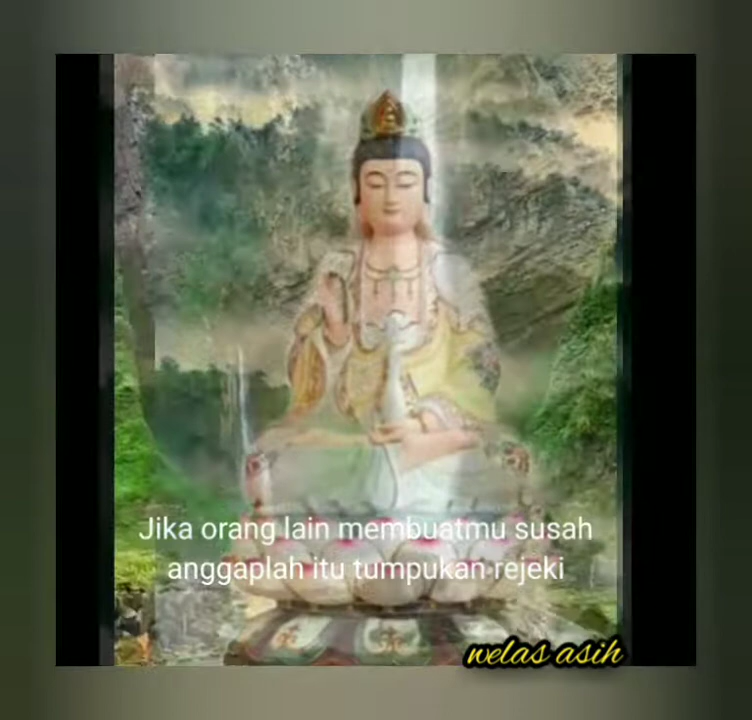 Jika orang lain membuatmu susah
anggaplah itu tumpukan rejeki
welas asih